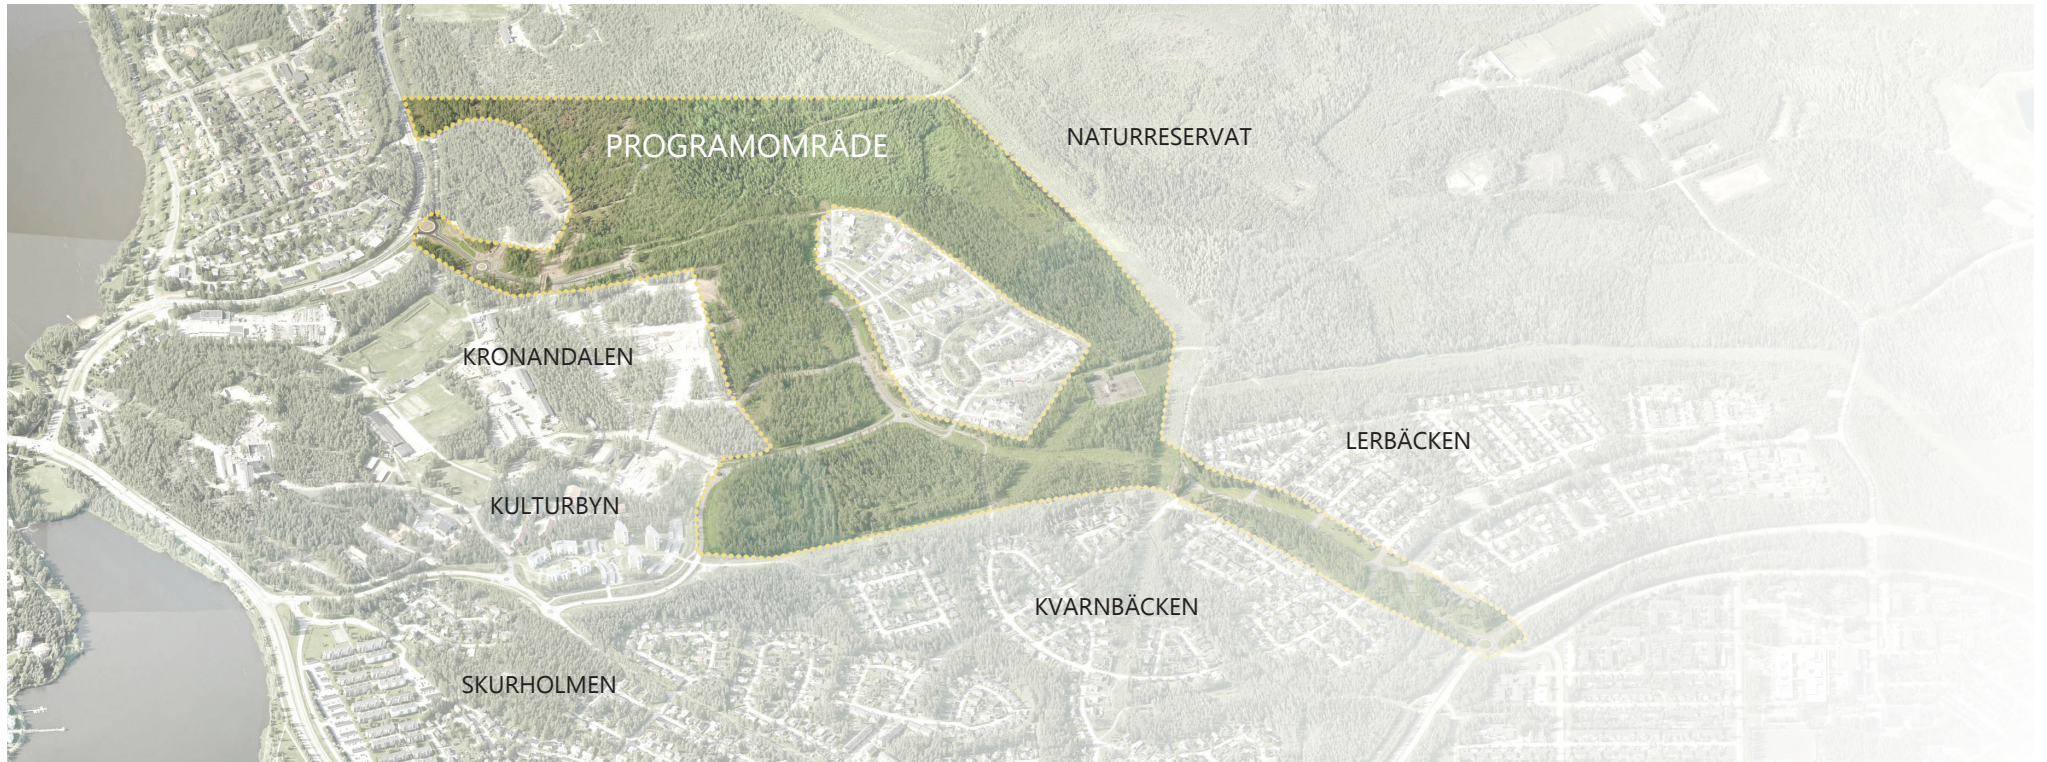 NATURRESERVAT
PROGRAMOMRÅDE
KRONANDALEN
LERBÄCKEN
KULTURBYN
KVARNBÄCKEN
SKURHOLMEN